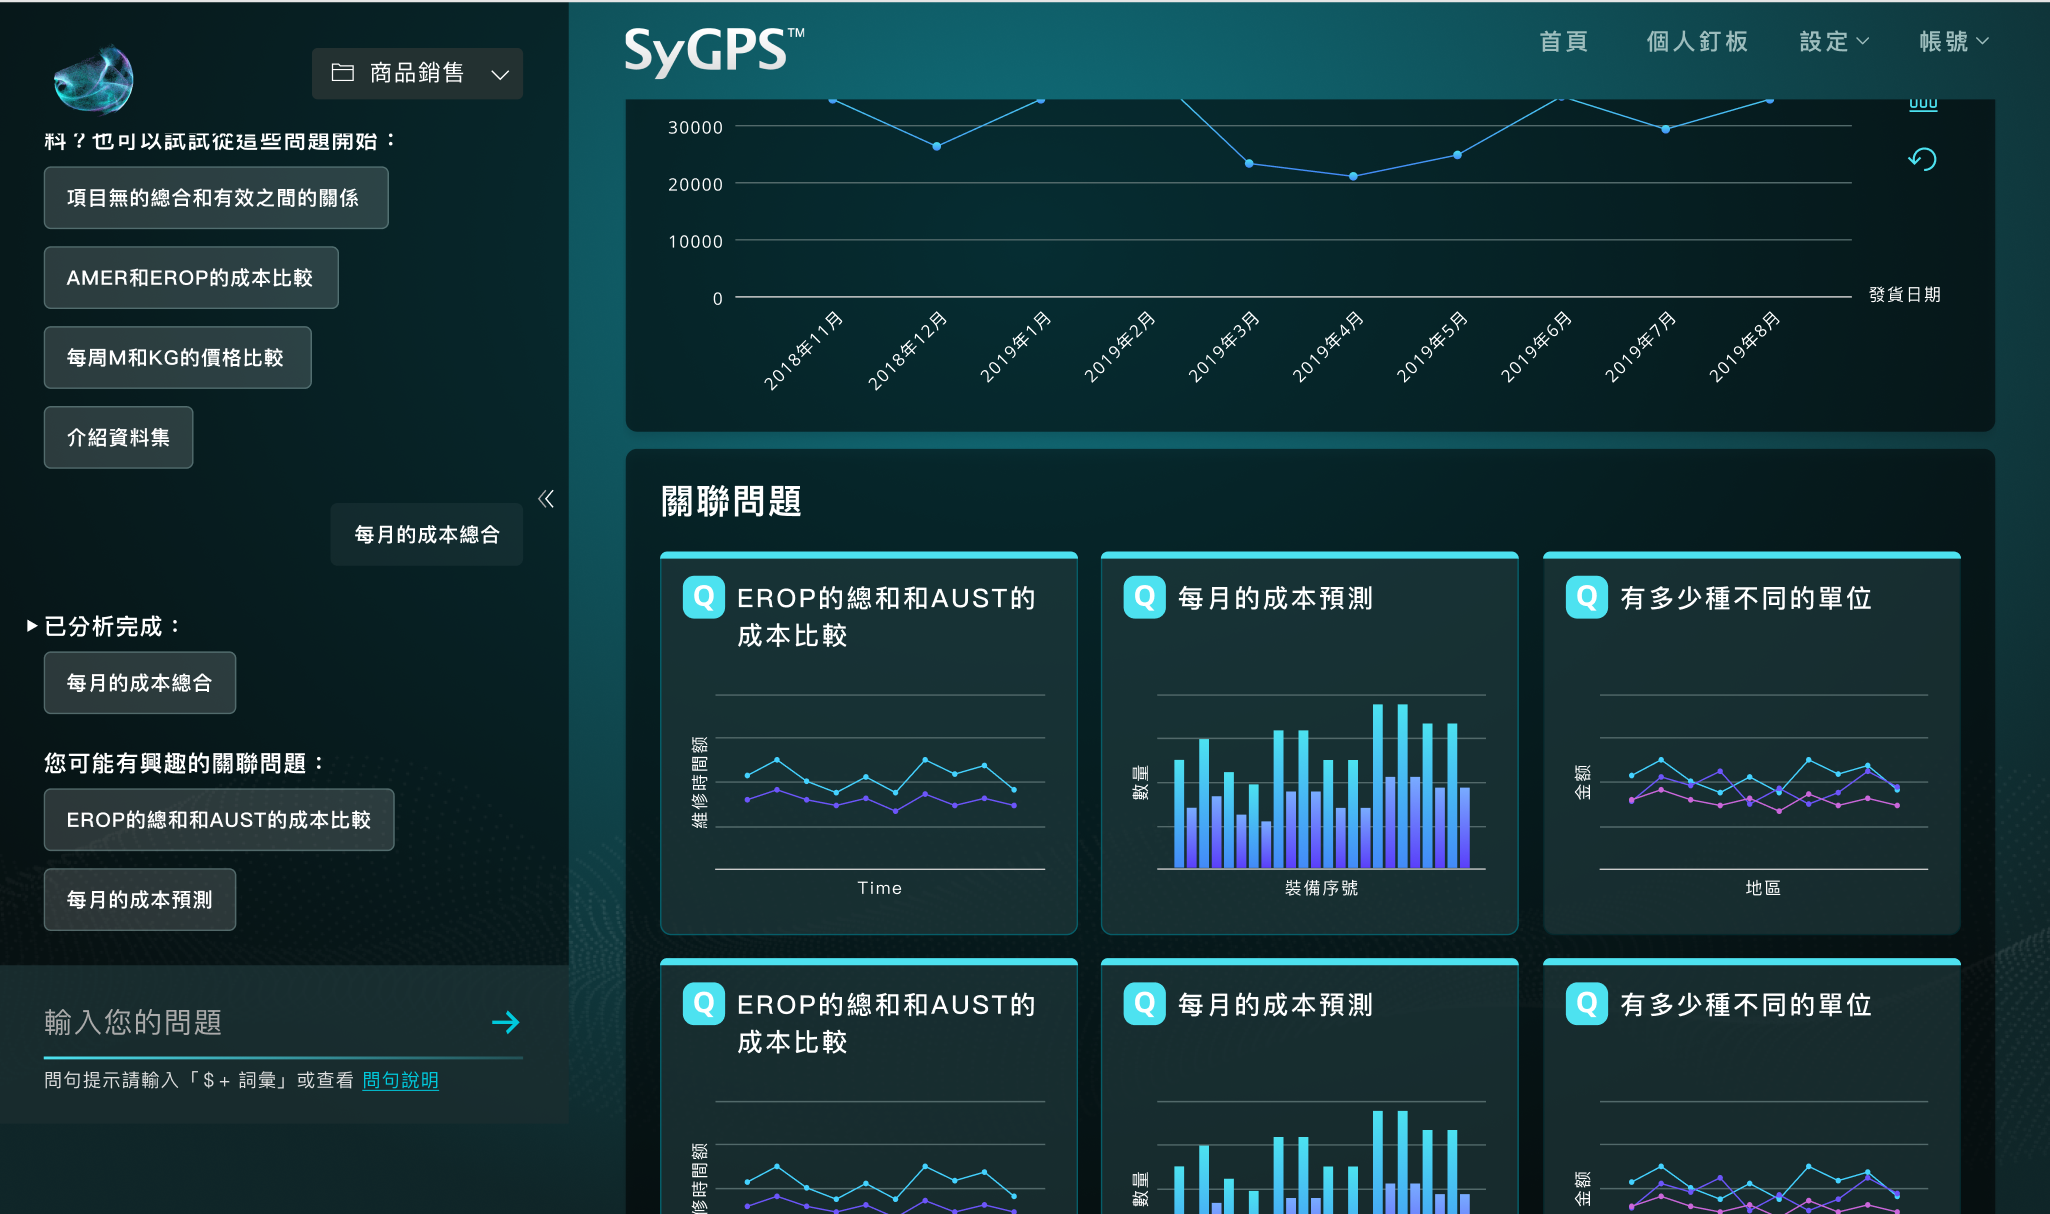 商品銷售
料？也可以試試從這些問題開始：
項目無的總合和有效之間的關係
AMER和EROP的成本比較
每周M和KG的價格比較
介紹資料集
每月的成本總合
已分析完成：
每月的成本總合
您可能有興趣的關聯問題：
EROP的總和和AUST的成本比較
每月的成本預測
輸入您的問題
問句提示請輸入「＄+ 詞彙」或查看 問句說明
SyGPS™
首頁
個人釘板
設定
帳號
30000
20000
10000
0
發貨日期
2018年11月
2018年12月
2019年1月
2019年2月
2019年3月
2019年4月
2019年5月
2019年6月
2019年7月
2019年8月
關聯問題
Q EROP的總和和AUST的
成本比較
維修時間額
Time
Q 每月的成本預測
數量
裝備序號
Q 有多少種不同的單位
金額
地區
Q EROP的總和和AUST的
成本比較
修時間額
Q 每月的成本預測
數量
Q 有多少種不同的單位
金額